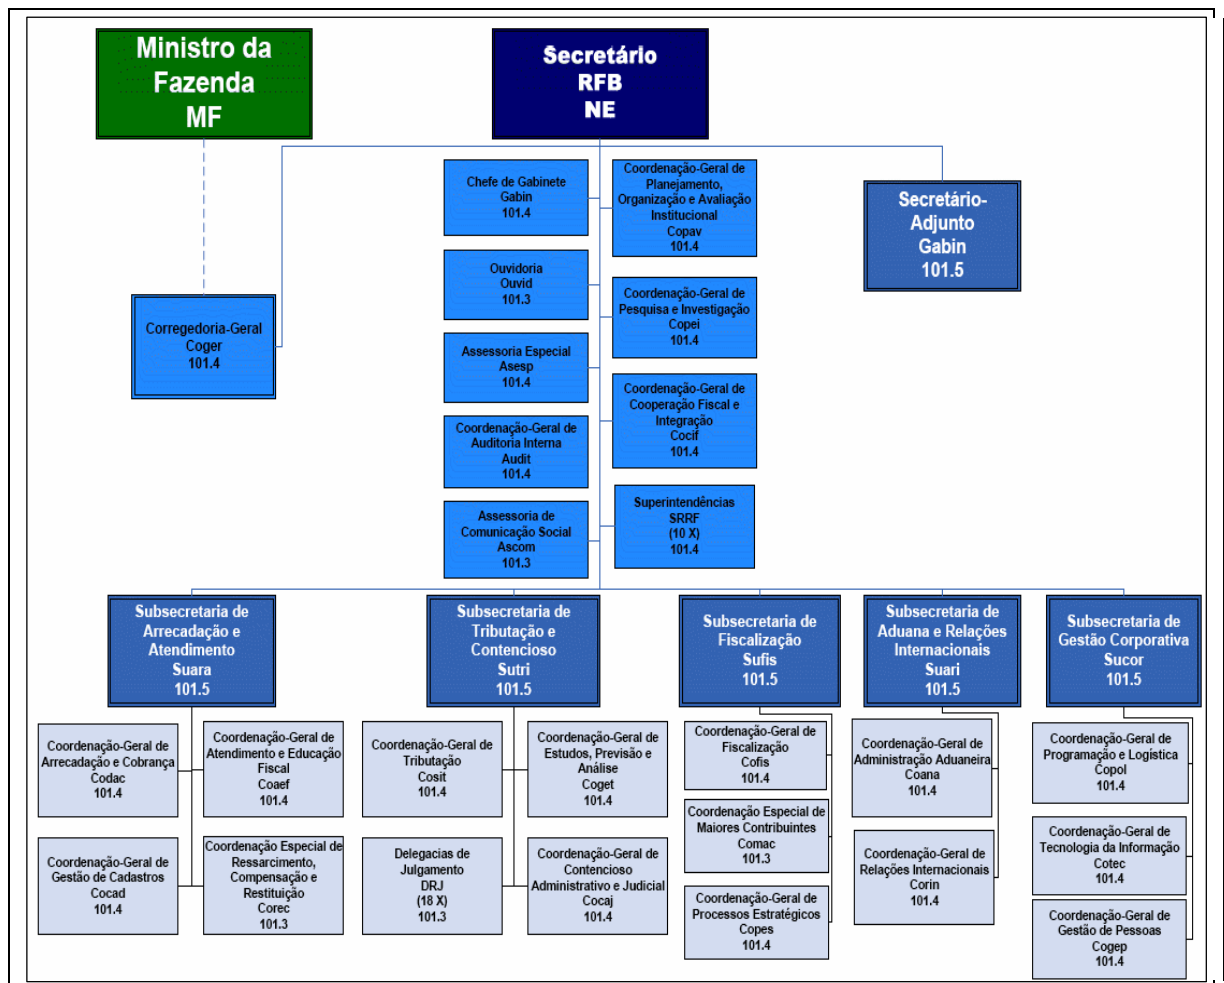 Ministro da
Fazenda
MF
Secretário
RFB
NE
Chefe de Gabinete
Gabin
101.4
Coordenação-Geral de
Planejamento,
Organização e Avaliação
Institucional
Copav
101.4
Secretário-
Adjunto
Gabin
101.5
Ouvidoria
Ouvid
101.3
Coordenação-Geral de
Pesquisa e Investigação
Copei
101.4
Corregedoria-Geral
Coger
101.4
Assessoria Especial
Asesp
101.4
Coordenação-Geral de
Cooperação Fiscal e
Integração
Cocif
101.4
Coordenação-Geral de
Auditoria Interna
Audit
101.4
Superintendências
SRRF
(10 X)
101.4
Assessoria de
Comunicação Social
Ascom
101.3
Subsecretaria de
Arrecadação e
Atendimento
Suara
101.5
Subsecretaria de
Tributação e
Contencioso
Sutri
101.5
Subsecretaria de
Fiscalização
Sufis
101.5
Subsecretaria de
Aduana e Relações
Internacionais
Suari
101.5
Subsecretaria de
Gestão Corporativa
Sucor
101.5
Coordenação-Geral de
Arrecadação e Cobrança
Codac
101.4
Coordenação-Geral de
Atendimento e Educação
Fiscal
Coaef
101.4
Coordenação-Geral de
Tributação
Cosit
101.4
Coordenação-Geral de
Estudos, Previsão e
Análise
Coget
101.4
Coordenação-Geral de
Fiscalização
Cofis
101.4
Coordenação-Geral de
Administração Aduaneira
Coana
101.4
Coordenação-Geral de
Programação e Logística
Copol
101.4
Coordenação Especial de
Maiores Contribuintes
Comac
101.3
Coordenação-Geral de
Tecnologia da Informação
Cotec
101.4
Coordenação-Geral de
Gestão de Cadastros
Cocad
101.4
Coordenação Especial de
Ressarcimento,
Compensação e
Restituição
Corec
101.3
Delegacias de
Julgamento
DRJ
(18 X)
101.3
Coordenação-Geral de
Contencioso
Administrativo e Judicial
Cocaj
101.4
Coordenação-Geral de
Processos Estratégicos
Copes
101.4
Coordenação-Geral de
Relações Internacionais
Corin
101.4
Coordenação-Geral de
Gestão de Pessoas
Cogep
101.4